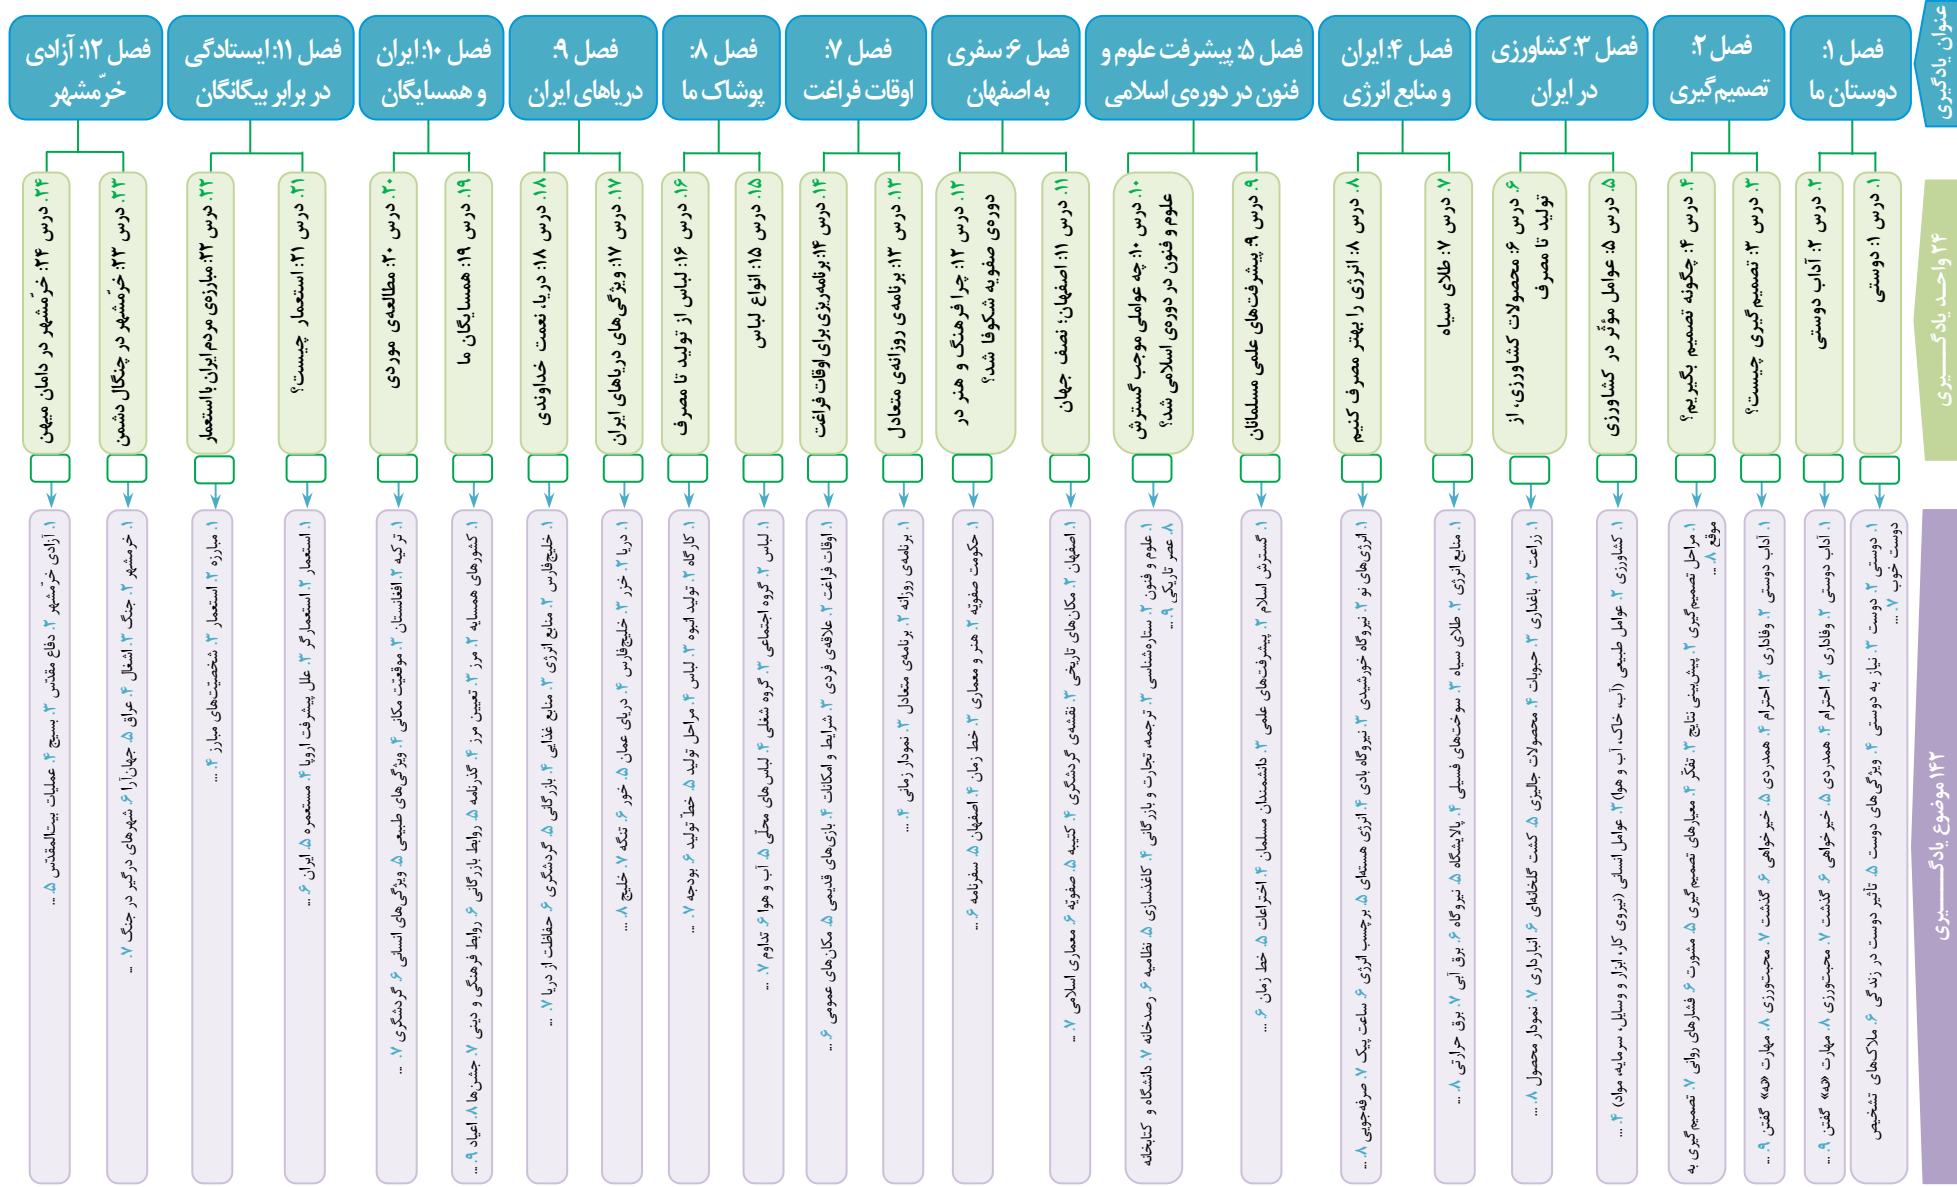 عنوان یادگیری
فصل ۱:
دوستان ما
فصل ۲:
تصمیم‌گیری
فصل ۳: کشاورزی
در ایران
فصل ۴: ایران
و منابع انرژی
فصل ۵: پیشرفت علوم و
فنون در دوره‌ی اسلامی
فصل ۶: سفری
به اصفهان
فصل ۷:
اوقات فراغت
فصل ۸:
پوشاک ما
فصل ۹:
دریاهای ایران
فصل ۱۰: ایران
و همسایگان
فصل ۱۱: ایستادگی
در برابر بیگانگان
فصل ۱۲: آزادی
خرّمشهر
۲۴ واحـد یادگـــــیری
۱. درس ۱: دوستی
۲. درس ۲: آداب دوستی
۳. درس ۳: تصمیم‌گیری چیست؟
۴. درس ۴: چگونه تصمیم بگیریم؟
۵. درس ۵: عوامل مؤثّر در کشاورزی
۶. درس ۶: محصولات کشاورزی، از
تولید تا مصرف
۷. درس ۷: طلای سیاه
۸. درس ۸: انرژی را بهتر مصرف کنیم
۹. درس ۹: پیشرفت‌های علمی مسلمانان
۱۰. درس ۱۰: چه عواملی موجب گسترش
علوم و فنون در دوره‌ی اسلامی شد؟
۱۱. درس ۱۱: اصفهان؛ نصف جهان
۱۲. درس ۱۲: چرا فرهنگ و هنر در
دوره‌ی صفویه شکوفا شد؟
۱۳. درس ۱۳: برنامه‌ی روزانه‌ی متعادل
۱۴. درس ۱۴: برنامه‌ریزی برای اوقات فراغت
۱۵. درس ۱۵: انواع لباس
۱۶. درس ۱۶: لباس از تولید تا مصرف
۱۷. درس ۱۷: ویژگی‌های دریاهای ایران
۱۸. درس ۱۸: دریا، نعمت خداوندی
۱۹. درس ۱۹: همسایگان ما
۲۰. درس ۲۰: مطالعه‌ی موردی
۲۱. درس ۲۱: استعمار چیست؟
۲۲. درس ۲۲: مبارزه‌ی مردم ایران با استعمار
۲۳. درس ۲۳: خرّمشهر در چنگال دشمن
۲۴. درس ۲۴: خرّمشهر در دامان میهن
۱۴۲ موضوع یادگـــــیری
۱. دوستی ۲. دوست ۳. نیاز به دوستی ۴. ویژگی‌های دوست ۵. تأثیر دوست در زندگی ۶. ملاک‌های تشخیص
دوست خوب ۷. ...
۱. آداب دوستی ۲. وفاداری ۳. احترام ۴. همدردی ۵. خیرخواهی ۶. گذشت ۷. محبت‌ورزی ۸. مهارت «نه» گفتن ۹. ...
۱. آداب دوستی ۲. وفاداری ۳. احترام ۴. همدردی ۵. خیرخواهی ۶. گذشت ۷. محبت‌ورزی ۸. مهارت «نه» گفتن ۹. ...
۱. مراحل تصمیم‌گیری ۲. پیش‌بینی نتایج ۳. تفکّر ۴. معیارهای تصمیم‌گیری ۵. مشورت ۶. فشارهای روانی ۷. تصمیم‌گیری به
موقع ۸. ...
۱. کشاورزی ۲. عوامل طبیعی (آب، خاک، آب و هوا) ۳. عوامل انسانی (نیروی کار، ابزار و وسایل، سرمایه، مواد) ۴. ...
۱. زراعت ۲. باغداری ۳. حبوبات ۴. محصولات جالیزی ۵. کشت گلخانه‌ای ۶. انبارداری ۷. نمودار محصول ۸. ...
۱. منابع انرژی ۲. طلای سیاه ۳. سوخت‌های فسیلی ۴. پالایشگاه ۵. نیروگاه ۶. برق آبی ۷. برق حرارتی ۸. ...
۱. انرژی‌های نو ۲. نیروگاه خورشیدی ۳. نیروگاه بادی ۴. انرژی هسته‌ای ۵. برچسب انرژی ۶. ساعت پیک ۷. صرفه‌جویی ۸. ...
۱. گسترش اسلام ۲. پیشرفت‌های علمی ۳. دانشمندان مسلمان ۴. اختراعات ۵. خط زمان ۶. ...
۱. علوم و فنون ۲. ستاره‌شناسی ۳. ترجمه، تجارت و بازرگانی ۴. کاغذسازی ۵. نظامیه ۶. رصدخانه ۷. دانشگاه و کتابخانه
۸. عصر تاریکی ۹. ...
۱. اصفهان ۲. مکان‌های تاریخی ۳. نقشه‌ی گردشگری ۴. کتیبه ۵. صفویّه ۶. معماری اسلامی ۷. ...
۱. حکومت صفویّه ۲. هنر و معماری ۳. خط زمان ۴. اصفهان ۵. سفرنامه ۶. ...
۱. برنامه‌ی روزانه ۲. برنامه‌ی متعادل ۳. نمودار زمانی ۴. ...
۱. اوقات فراغت ۲. علاقه‌ی فردی ۳. شرایط و امکانات ۴. بازی‌های قدیمی ۵. مکان‌های عمومی ۶. ...
۱. لباس ۲. گروه اجتماعی ۳. گروه شغلی ۴. لباس‌های محلّی ۵. آب و هوا ۶. تداوم ۷. ...
۱. کارگاه ۲. تولید انبوه ۳. لباس ۴. مراحل تولید ۵. خطّ تولید ۶. بودجه ۷. ...
۱. دریا ۲. خزر ۳. خلیج‌فارس ۴. دریای عمان ۵. خور ۶. تنگه ۷. خلیج ۸. ...
۱. خلیج‌فارس ۲. منابع انرژی ۳. منابع غذایی ۴. بازرگانی ۵. گردشگری ۶. حفاظت از دریا ۷. ...
۱. کشورهای همسایه ۲. مرز ۳. تعیین مرز ۴. گذرنامه ۵. روابط بازرگانی ۶. روابط فرهنگی و دینی ۷. جشن‌ها ۸. اعیاد ۹. ...
۱. ترکیه ۲. افغانستان ۳. موقعیّت مکانی ۴. ویژگی‌های طبیعی ۵. ویژگی‌های انسانی ۶. گردشگری ۷. ...
۱. استعمار ۲. استعمارگر ۳. علل پیشرفت اروپا ۴. مستعمره ۵. ایران ۶. ...
۱. مبارزه ۲. استعمار ۳. شخصیّت‌های مبارز ۴. ...
۱. خرمشهر ۲. جنگ ۳. اشغال ۴. عراق ۵. جهان‌آرا ۶. شهرهای درگیر در جنگ ۷. ...
۱. آزادی خرّمشهر ۲. دفاع مقدّس ۳. بسیج ۴. عملیات بیت‌المقدّس ۵. ...